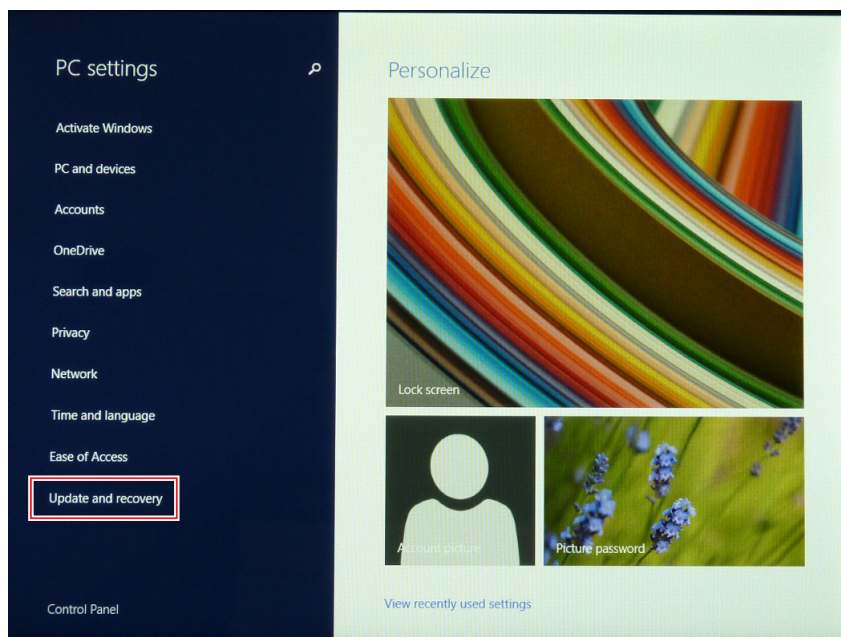 PC settings
Activate Windows
PC and devices
Accounts
OneDrive
Search and apps
Privacy
Network
Time and language
Ease of Access
Update and recovery
Control Panel
Personalize
Lock screen
Account picture
Picture password
View recently used settings